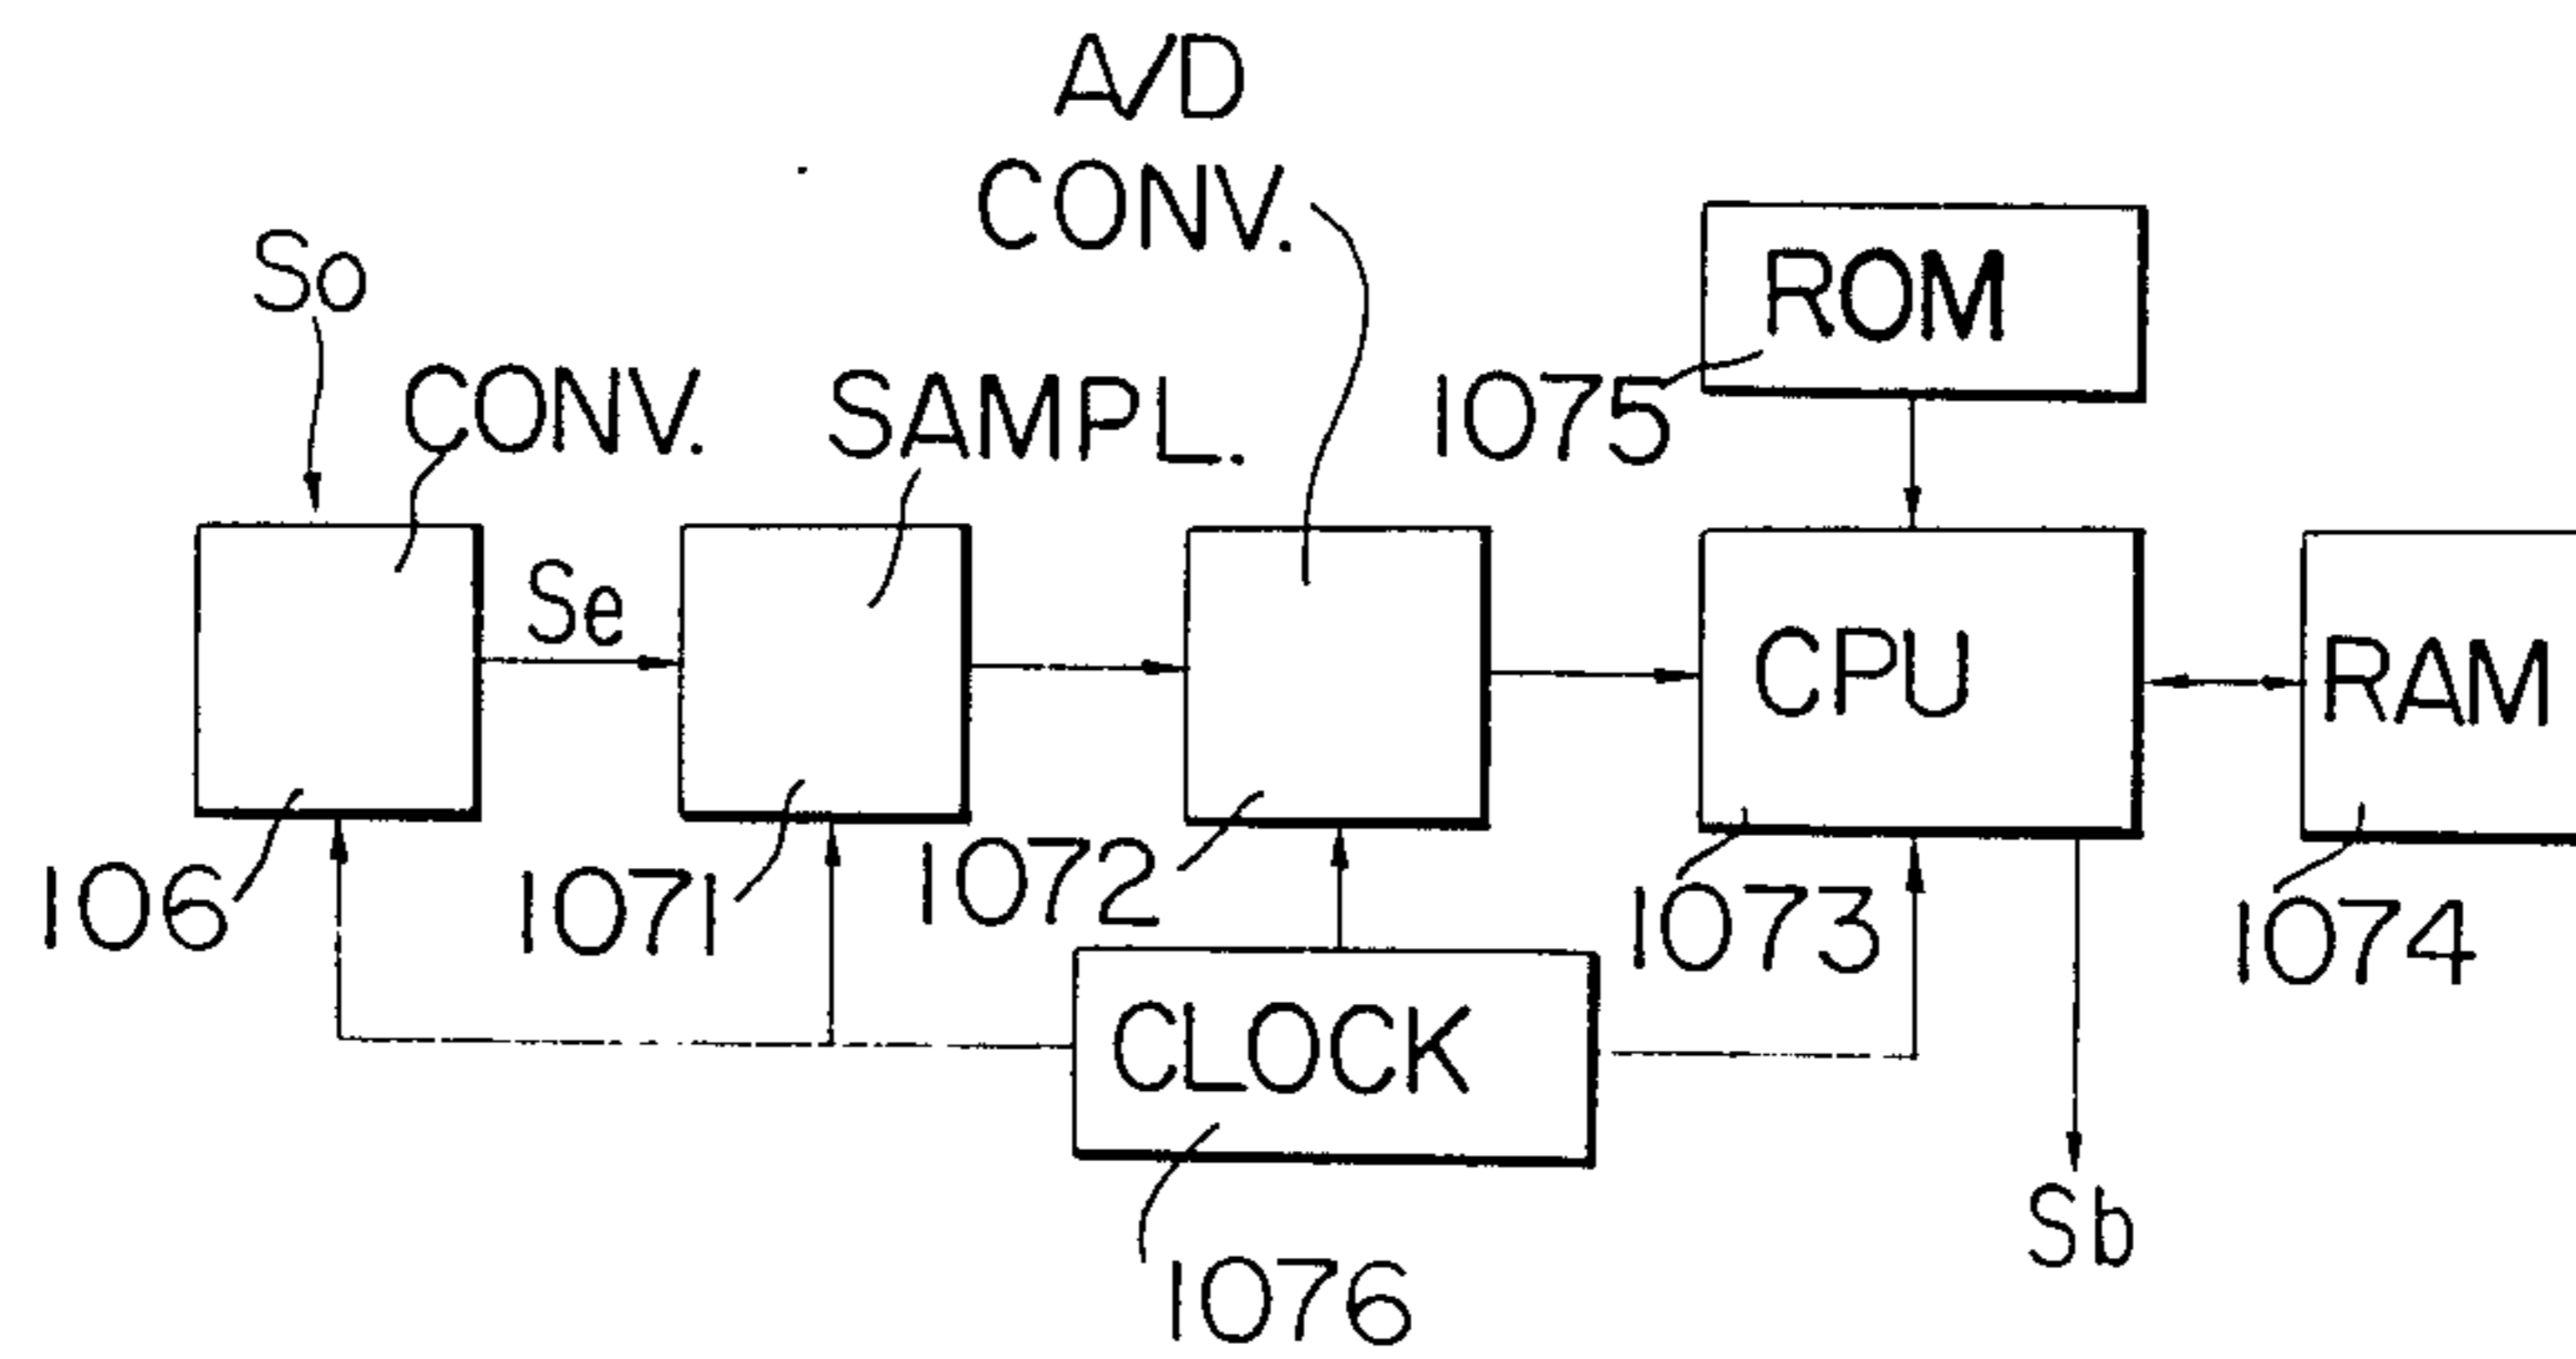 A/D
CONV.
So
CONV.
SAMPL.
1075
ROM
Se
CPU
RAM
106
1071
1072
1073
1074
CLOCK
1076
Sb